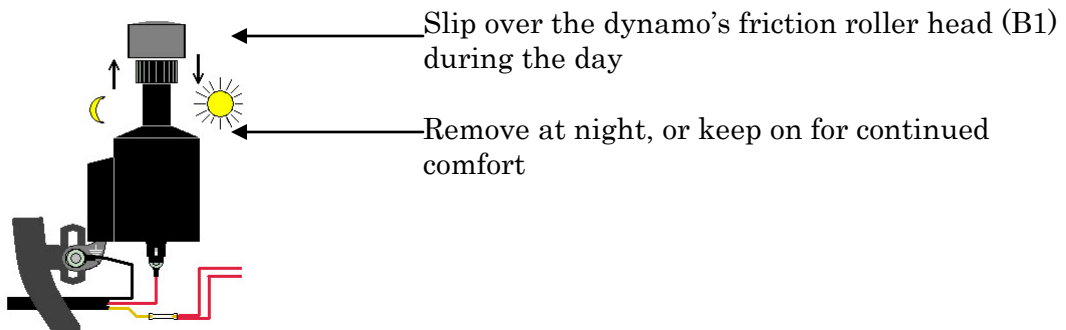 Slip over the dynamo’s friction roller head (B1)
during the day
Remove at night, or keep on for continued
comfort